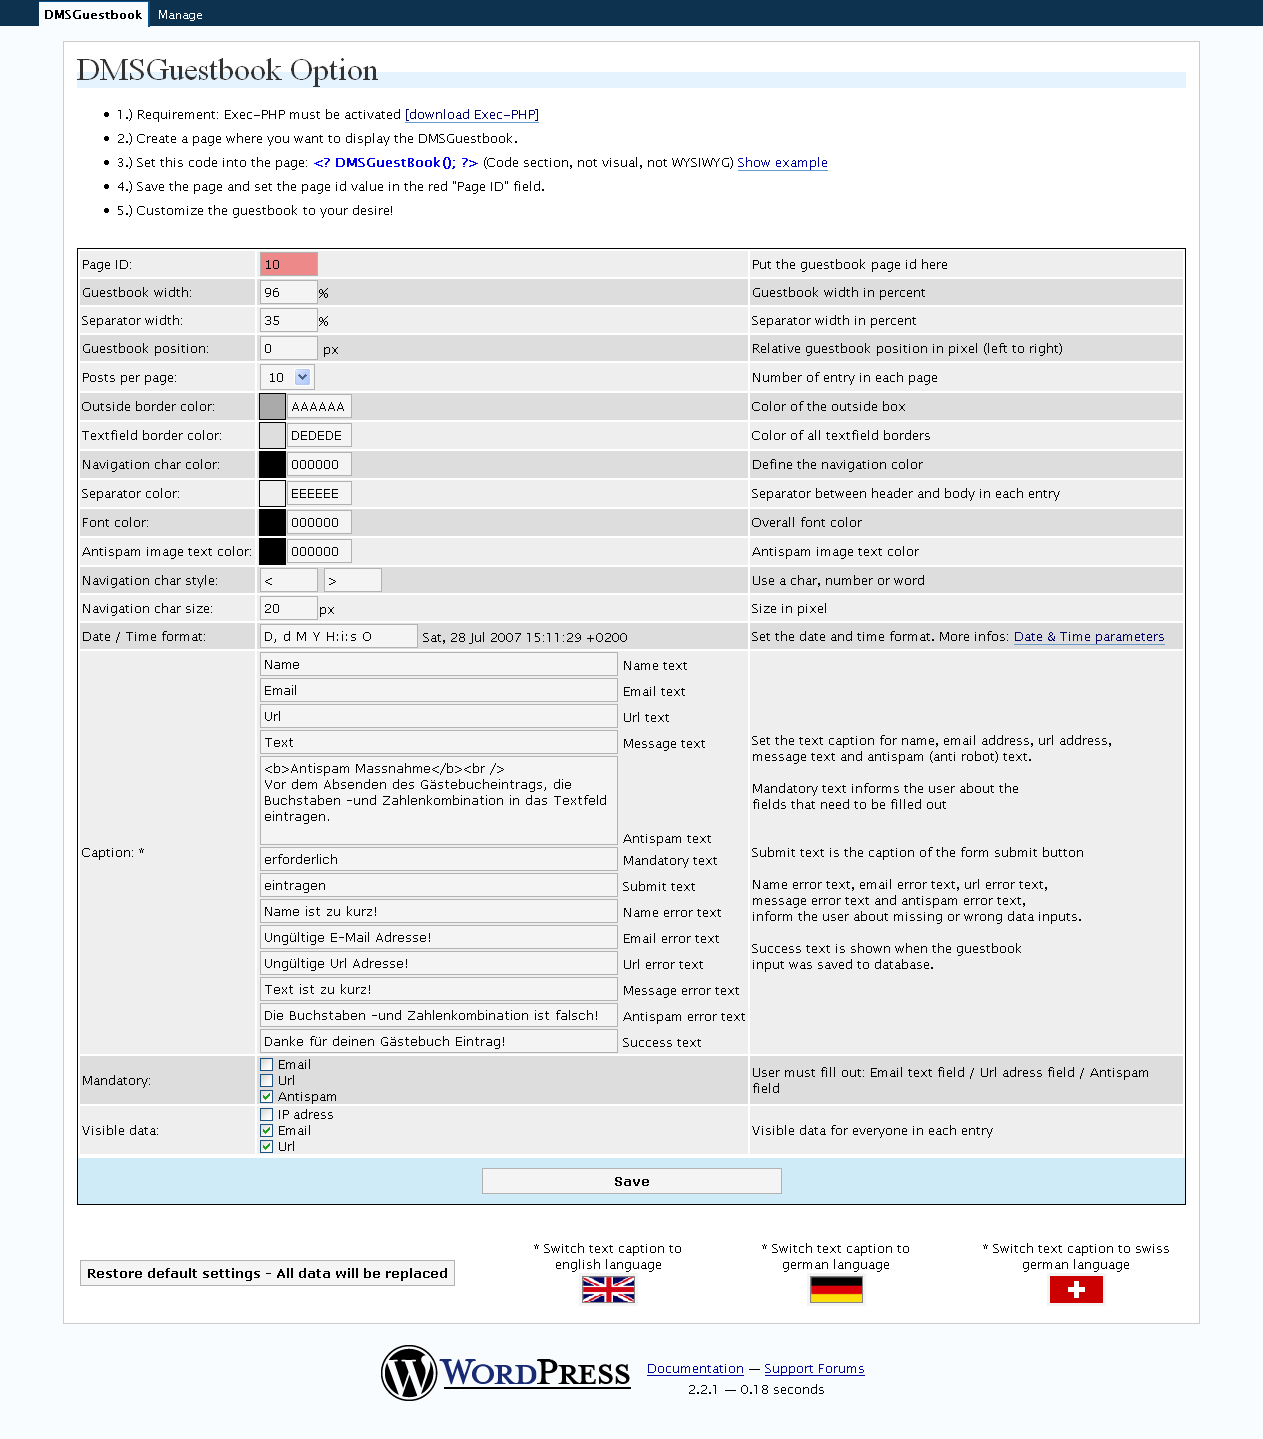 DMSGuestbook Manage
DMSGuestbook Option
1.) Requirement: Exec-PHP must be activated [download Exec-PHP]
2.) Create a page where you want to display the DMSGuestbook.
3.) Set this code into the page: <? DMSGuestBook(); ?> (Code section, not visual, not WYSIWYG) Show example
4.) Save the page and set the page id value in the red "Page ID" field.
5.) Customize the guestbook to your desire!
Page ID: 10 Put the guestbook page id here
Guestbook width: 96 % Guestbook width in percent
Separator width: 35 % Separator width in percent
Guestbook position: 0 px Relative guestbook position in pixel (left to right)
Posts per page: 10 Number of entry in each page
Outside border color: AAAAAA Color of the outside box
Textfield border color: DEDEDE Color of all textfield borders
Navigation char color: 000000 Define the navigation color
Separator color: EEEEEE Separator between header and body in each entry
Font color: 000000 Overall font color
Antispam image text color: 000000 Antispam image text color
Navigation char style: < > Use a char, number or word
Navigation char size: 20 px Size in pixel
Date / Time format: D, d M Y H:i:s O Sat, 28 Jul 2007 15:11:29 +0200 Set the date and time format. More infos: Date & Time parameters
Caption: *
Name Name text
Email Email text
Url Url text
Text Message text
<b>Antispam Massnahme</b><br />
Vor dem Absenden des Gästebucheintrags, die
Buchstaben -und Zahlenkombination in das Textfeld
eintragen.
Antispam text
erforderlich Mandatory text
eintragen Submit text
Name ist zu kurz! Name error text
Ungültige E-Mail Adresse! Email error text
Ungültige Url Adresse! Url error text
Text ist zu kurz! Message error text
Die Buchstaben -und Zahlenkombination ist falsch! Antispam error text
Danke für deinen Gästebuch Eintrag! Success text
Set the text caption for name, email address, url address,
message text and antispam (anti robot) text.
Mandatory text informs the user about the
fields that need to be filled out
Submit text is the caption of the form submit button
Name error text, email error text, url error text,
message error text and antispam error text,
inform the user about missing or wrong data inputs.
Success text is shown when the guestbook
input was saved to database.
Mandatory:
Email
Url
Antispam
User must fill out: Email text field / Url adress field / Antispam
field
Visible data:
IP adress
Email
Url
Visible data for everyone in each entry
Save
Restore default settings - All data will be replaced
* Switch text caption to
english language
* Switch text caption to
german language
* Switch text caption to swiss
german language
W WORDPRESS
Documentation — Support Forums
2.2.1 — 0.18 seconds